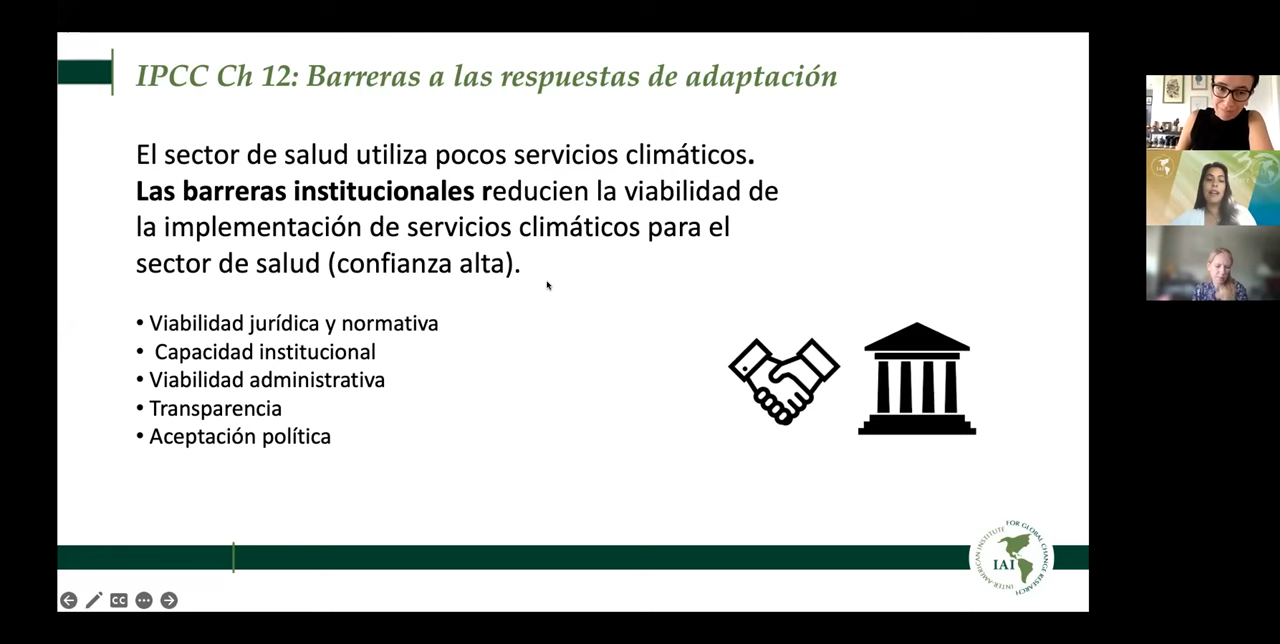 IPCC Ch 12: Barreras a las respuestas de adaptación
El sector de salud utiliza pocos servicios climáticos.
Las barreras institucionales reducien la viabilidad de
la implementación de servicios climáticos para el
sector de salud (confianza alta).
• Viabilidad jurídica y normativa
• Capacidad institucional
• Viabilidad administrativa
• Transparencia
• Aceptación política
INTER-AMERICAN INSTITUTE FOR GLOBAL CHANGE RESEARCH
IAI
CC